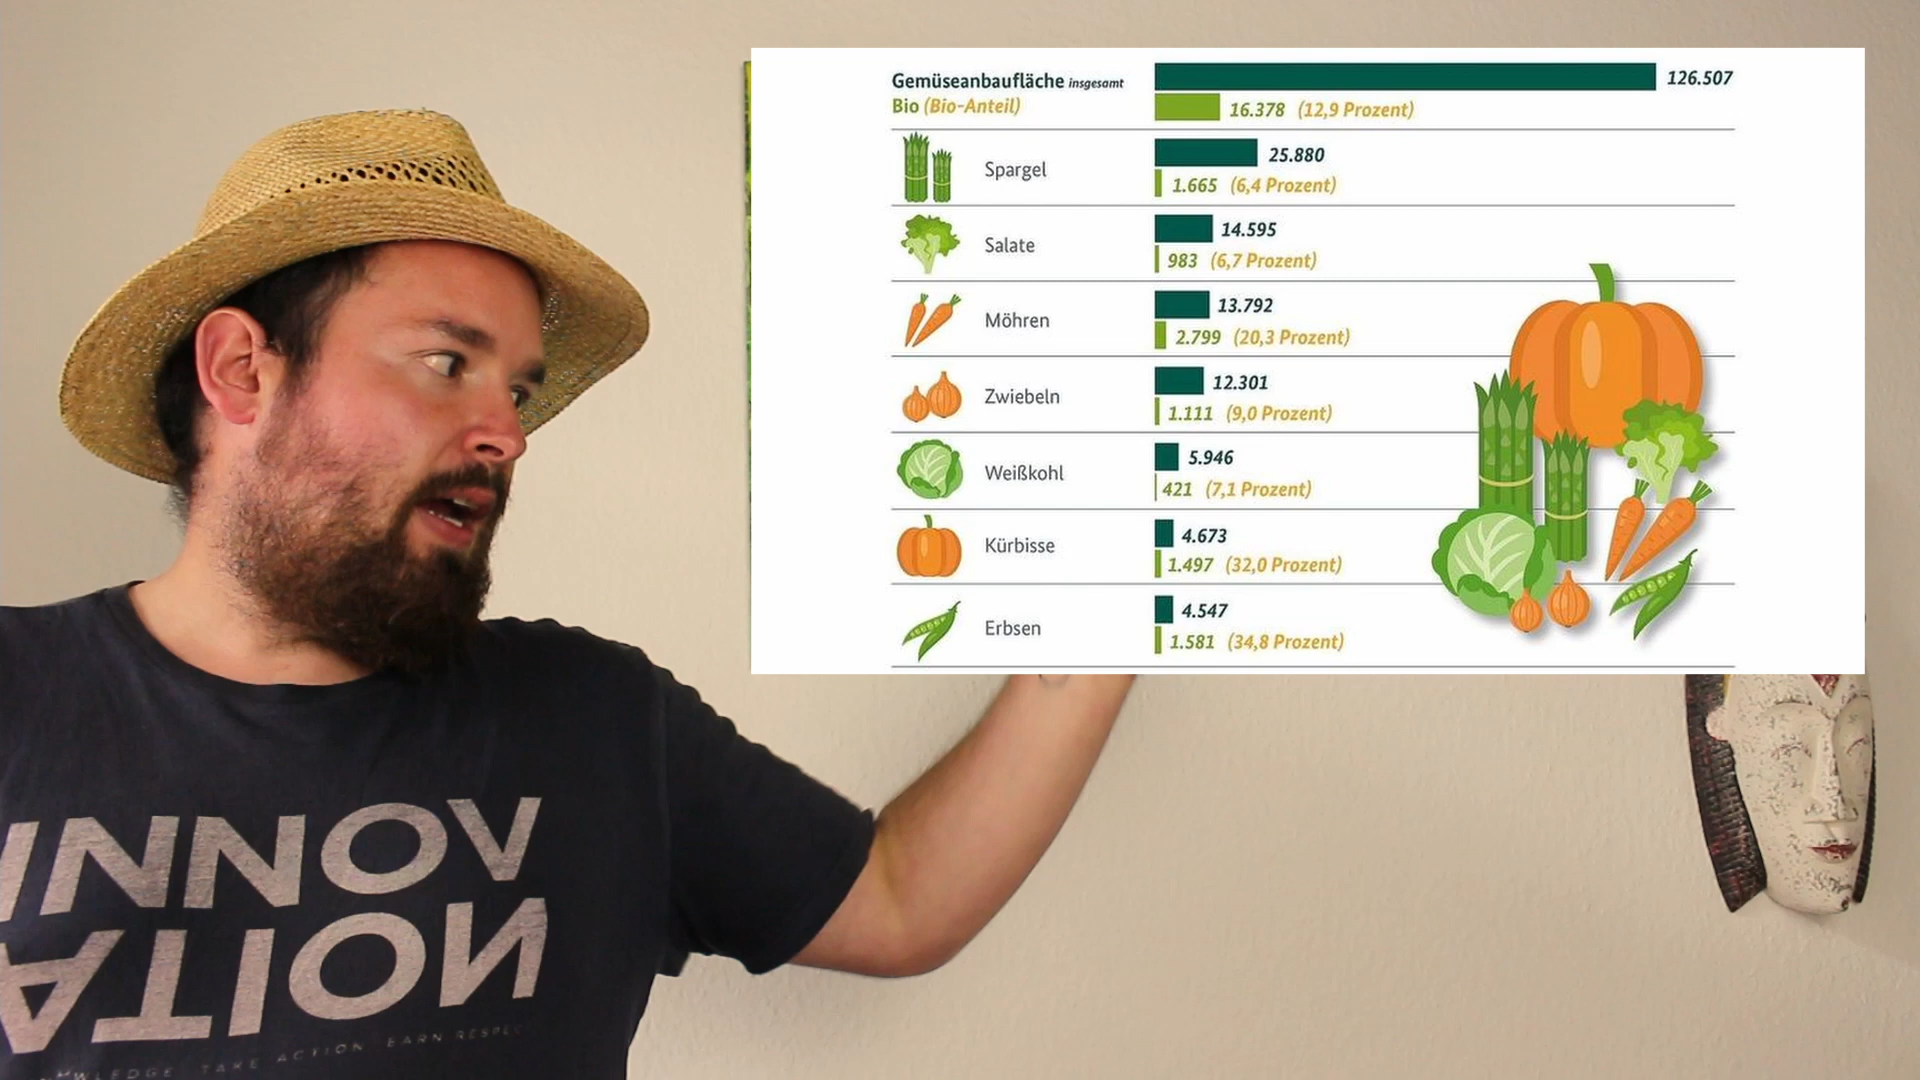 Gemüseanbaufläche insgesamt 126.507
Bio (Bio-Anteil) 16.378 (12,9 Prozent)
Spargel 25.880
1.665 (6,4 Prozent)
Salate 14.595
983 (6,7 Prozent)
Möhren 13.792
2.799 (20,3 Prozent)
Zwiebeln 12.301
1.111 (9,0 Prozent)
Weißkohl 5.946
421 (7,1 Prozent)
Kürbisse 4.673
1.497 (32,0 Prozent)
Erbsen 4.547
1.581 (34,8 Prozent)
INNOV
ATION
TAKE ACTION EARN